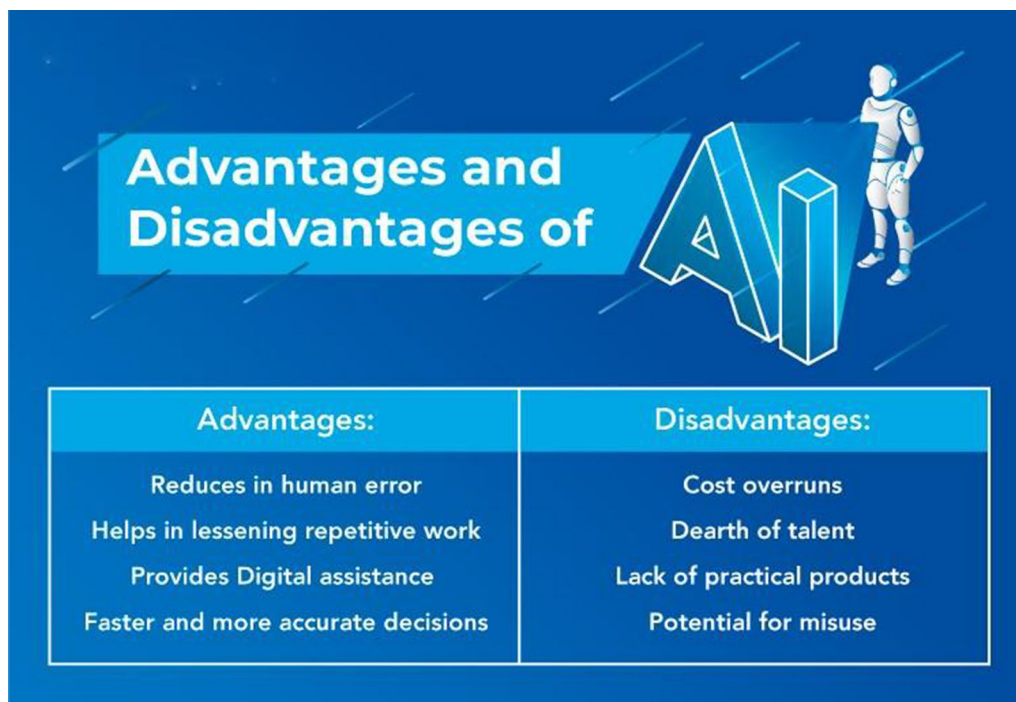 Advantages and
Disadvantages of
AI
Advantages:
Reduces in human error
Helps in lessening repetitive work
Provides Digital assistance
Faster and more accurate decisions
Disadvantages:
Cost overruns
Dearth of talent
Lack of practical products
Potential for misuse